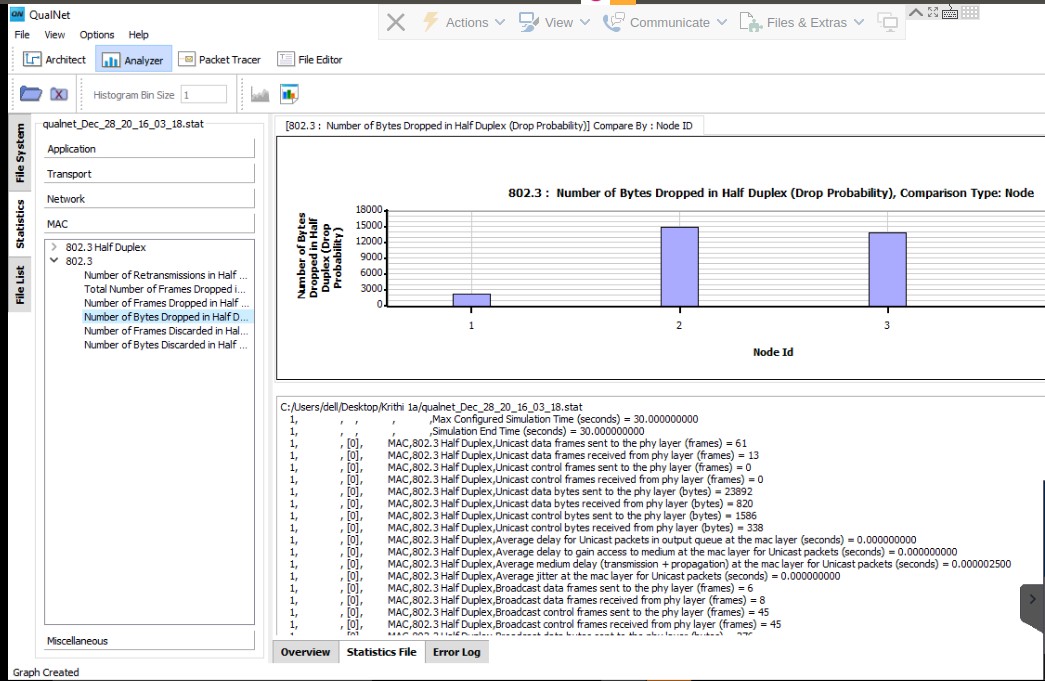 QN QualNet
Actions View Communicate Files & Extras
File View Options Help
Architect Analyzer Packet Tracer File Editor
Histogram Bin Size 1
File System
Statistics
File List
qualnet_Dec_28_20_16_03_18.stat
Application
Transport
Network
MAC
802.3 Half Duplex
802.3
Number of Retransmissions in Half ...
Total Number of Frames Dropped i...
Number of Frames Dropped in Half ...
Number of Bytes Dropped in Half D...
Number of Frames Discarded in Hal...
Number of Bytes Discarded in Half ...
Miscellaneous
[802.3 : Number of Bytes Dropped in Half Duplex (Drop Probability)] Compare By : Node ID
802.3 : Number of Bytes Dropped in Half Duplex (Drop Probability), Comparison Type: Node
Number of Bytes
Dropped in Half
Duplex (Drop
Probability)
18000
15000
12000
9000
6000
3000
0
1 2 3
Node Id
C:/Users/dell/Desktop/Krithi 1a/qualnet_Dec_28_20_16_03_18.stat
1, , , , ,Max Configured Simulation Time (seconds) = 30.000000000
1, , , , ,Simulation End Time (seconds) = 30.000000000
1, , [0], MAC,802.3 Half Duplex,Unicast data frames sent to the phy layer (frames) = 61
1, , [0], MAC,802.3 Half Duplex,Unicast data frames received from phy layer (frames) = 13
1, , [0], MAC,802.3 Half Duplex,Unicast control frames sent to the phy layer (frames) = 0
1, , [0], MAC,802.3 Half Duplex,Unicast control frames received from phy layer (frames) = 0
1, , [0], MAC,802.3 Half Duplex,Unicast data bytes sent to the phy layer (bytes) = 23892
1, , [0], MAC,802.3 Half Duplex,Unicast data bytes received from phy layer (bytes) = 820
1, , [0], MAC,802.3 Half Duplex,Unicast control bytes sent to the phy layer (bytes) = 1586
1, , [0], MAC,802.3 Half Duplex,Unicast control bytes received from phy layer (bytes) = 338
1, , [0], MAC,802.3 Half Duplex,Average delay for Unicast packets in output queue at the mac layer (seconds) = 0.000000000
1, , [0], MAC,802.3 Half Duplex,Average delay to gain access to medium at the mac layer for Unicast packets (seconds) = 0.000000000
1, , [0], MAC,802.3 Half Duplex,Average medium delay (transmission + propagation) at the mac layer for Unicast packets (seconds) = 0.000002500
1, , [0], MAC,802.3 Half Duplex,Average jitter at the mac layer for Unicast packets (seconds) = 0.000000000
1, , [0], MAC,802.3 Half Duplex,Broadcast data frames sent to the phy layer (frames) = 6
1, , [0], MAC,802.3 Half Duplex,Broadcast data frames received from phy layer (frames) = 8
1, , [0], MAC,802.3 Half Duplex,Broadcast control frames sent to the phy layer (frames) = 45
1, , [0], MAC,802.3 Half Duplex,Broadcast control frames received from phy layer (frames) = 45
Overview Statistics File Error Log
Graph Created